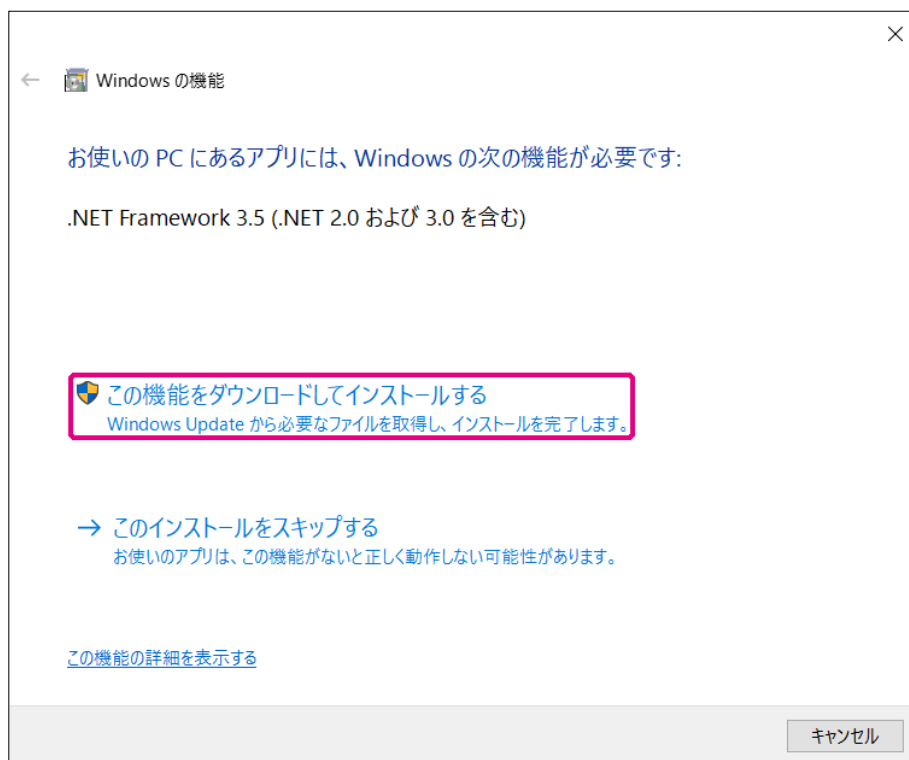 Windows の機能
お使いの PC にあるアプリには、Windows の次の機能が必要です:
.NET Framework 3.5 (.NET 2.0 および 3.0 を含む)
この機能をダウンロードしてインストールする
Windows Update から必要なファイルを取得し、インストールを完了します。
このインストールをスキップする
お使いのアプリは、この機能がないと正しく動作しない可能性があります。
この機能の詳細を表示する
キャンセル